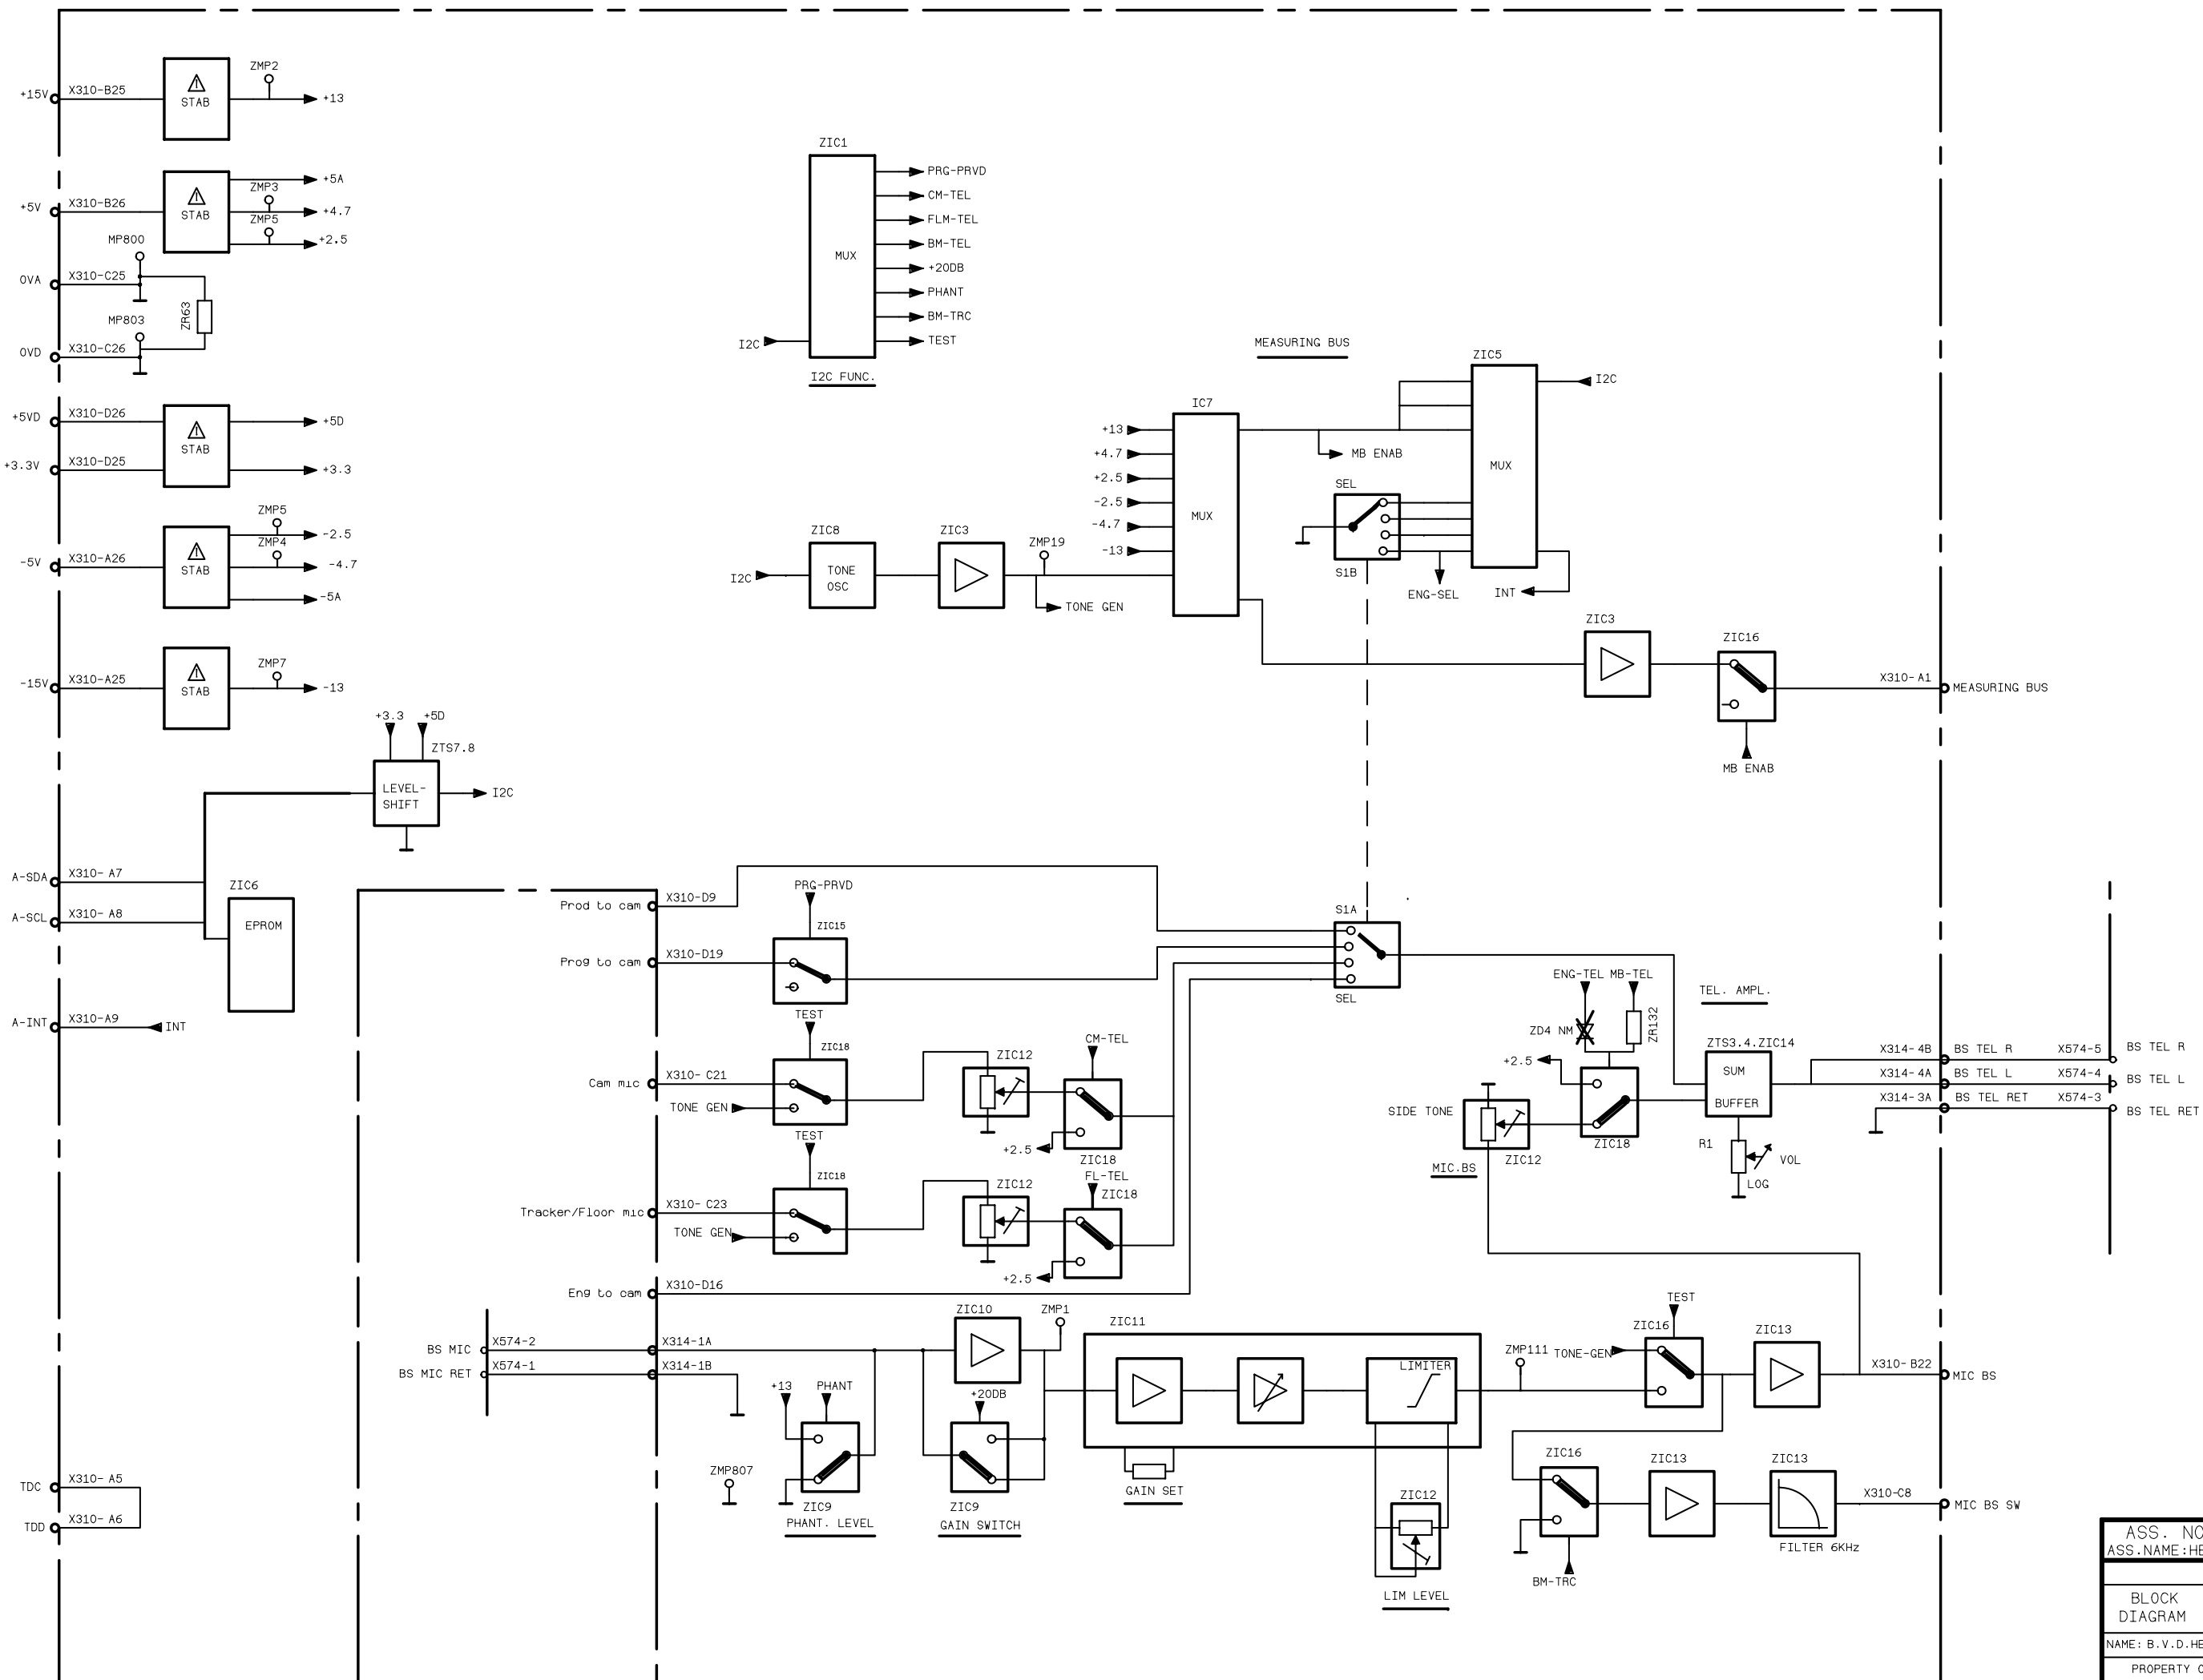 +15V X310-B25 STAB ZMP2 +13
+5V X310-B26 STAB +5A
ZMP3 +4.7
ZMP5 +2.5
MP800
0VA X310-C25
ZR63
MP803
0VD X310-C26
+5VD X310-D26 STAB +5D
+3.3V X310-D25 +3.3
ZMP5 -2.5
-5V X310-A26 STAB ZMP4 -4.7
-5A
-15V X310-A25 STAB ZMP7 -13
+3.3 +5D
ZTS7.8
LEVEL-
SHIFT
I2C
A-SDA X310- A7
A-SCL X310- A8
ZIC6
EPROM
A-INT X310-A9 INT
TDC X310- A5
TDD X310- A6
ZIC1
MUX
PRG-PRVD
CM-TEL
FLM-TEL
BM-TEL
+20DB
PHANT
BM-TRC
TEST
I2C
I2C FUNC.
MEASURING BUS
ZIC5
MUX
I2C
INT
IC7
MUX
+13
+4.7
+2.5
-2.5
-4.7
-13
MB ENAB
SEL
S1B
ENG-SEL
I2C
ZIC8
TONE
OSC
ZIC3
ZMP19
TONE GEN
ZIC3
ZIC16
MB ENAB
X310- A1 MEASURING BUS
Prod to cam X310-D9
PRG-PRVD
ZIC15
Prog to cam X310-D19
TEST
ZIC18
Cam mic X310- C21
TONE GEN
ZIC12
CM-TEL
+2.5
ZIC18
TEST
ZIC18
Tracker/Floor mic X310- C23
TONE GEN
ZIC12
FL-TEL
ZIC18
+2.5
Eng to cam X310-D16
S1A
SEL
ENG-TEL MB-TEL
ZD4 NM
ZR132
+2.5
ZIC18
SIDE TONE
ZIC12
MIC.BS
TEL. AMPL.
ZTS3.4.ZIC14
SUM
BUFFER
R1
VOL
LOG
X314- 4B BS TEL R X574-5 BS TEL R
X314- 4A BS TEL L X574-4 BS TEL L
X314- 3A BS TEL RET X574-3 BS TEL RET
BS MIC X574-2 X314-1A
BS MIC RET X574-1 X314-1B
+13 PHANT
ZIC9
PHANT. LEVEL
ZMP807
ZIC10
ZMP1
+20DB
ZIC9
GAIN SWITCH
ZIC11
LIMITER
GAIN SET
ZIC12
LIM LEVEL
ZMP111
TONE-GEN
TEST
ZIC16
ZIC13
X310- B22 MIC BS
ZIC16
BM-TRC
ZIC13
ZIC13
FILTER 6KHz
X310-C8 MIC BS SW
ASS. NO
ASS.NAME:HE
BLOCK
DIAGRAM
NAME: B.V.D.HE
PROPERTY O